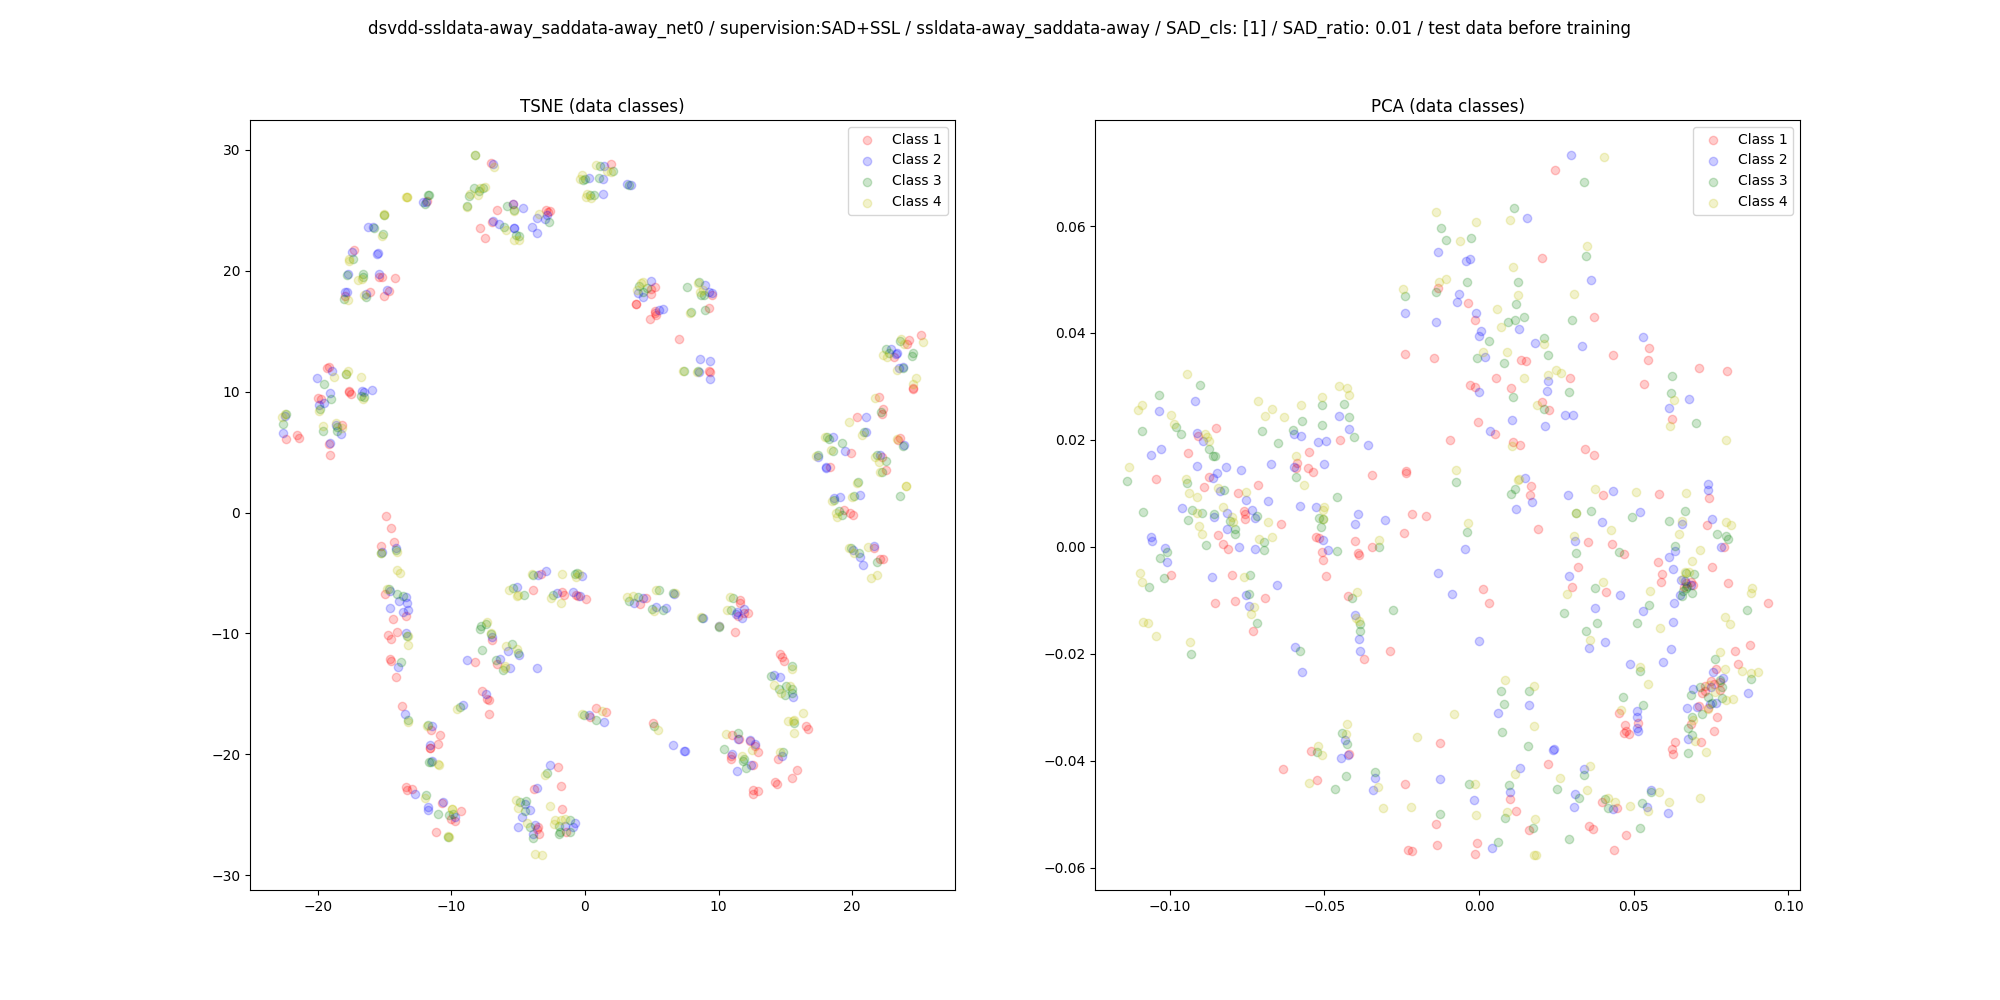 dsvdd-ssldata-away_saddata-away_net0 / supervision:SAD+SSL / ssldata-away_saddata-away / SAD_cls: [1] / SAD_ratio: 0.01 / test data before training
TSNE (data classes)
Class 1
Class 2
Class 3
Class 4
30
20
10
0
−10
−20
−30
−20
−10
0
10
20
PCA (data classes)
Class 1
Class 2
Class 3
Class 4
0.06
0.04
0.02
0.00
−0.02
−0.04
−0.06
−0.10
−0.05
0.00
0.05
0.10